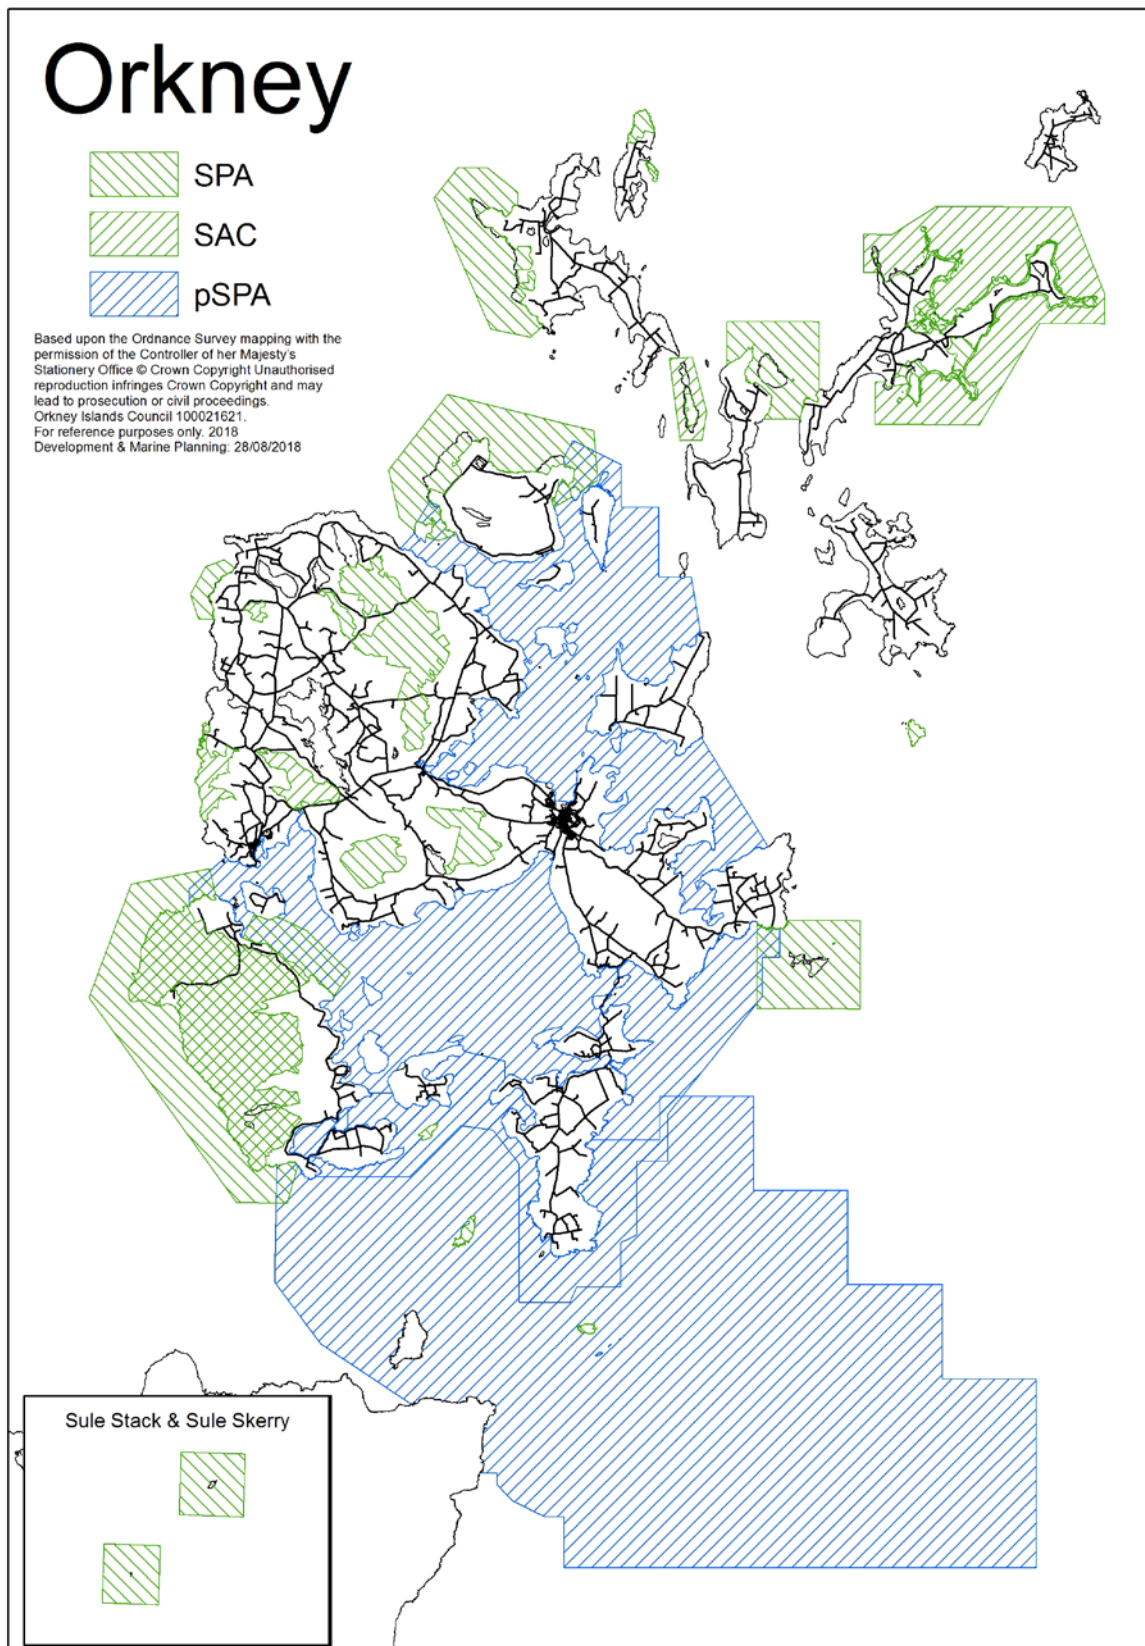 Orkney
SPA
SAC
pSPA
Based upon the Ordnance Survey mapping with the
permission of the Controller of her Majesty's
Stationery Office © Crown Copyright Unauthorised
reproduction infringes Crown Copyright and may
lead to prosecution or civil proceedings.
Orkney Islands Council 100021621.
For reference purposes only. 2018
Development & Marine Planning: 28/08/2018
Sule Stack & Sule Skerry